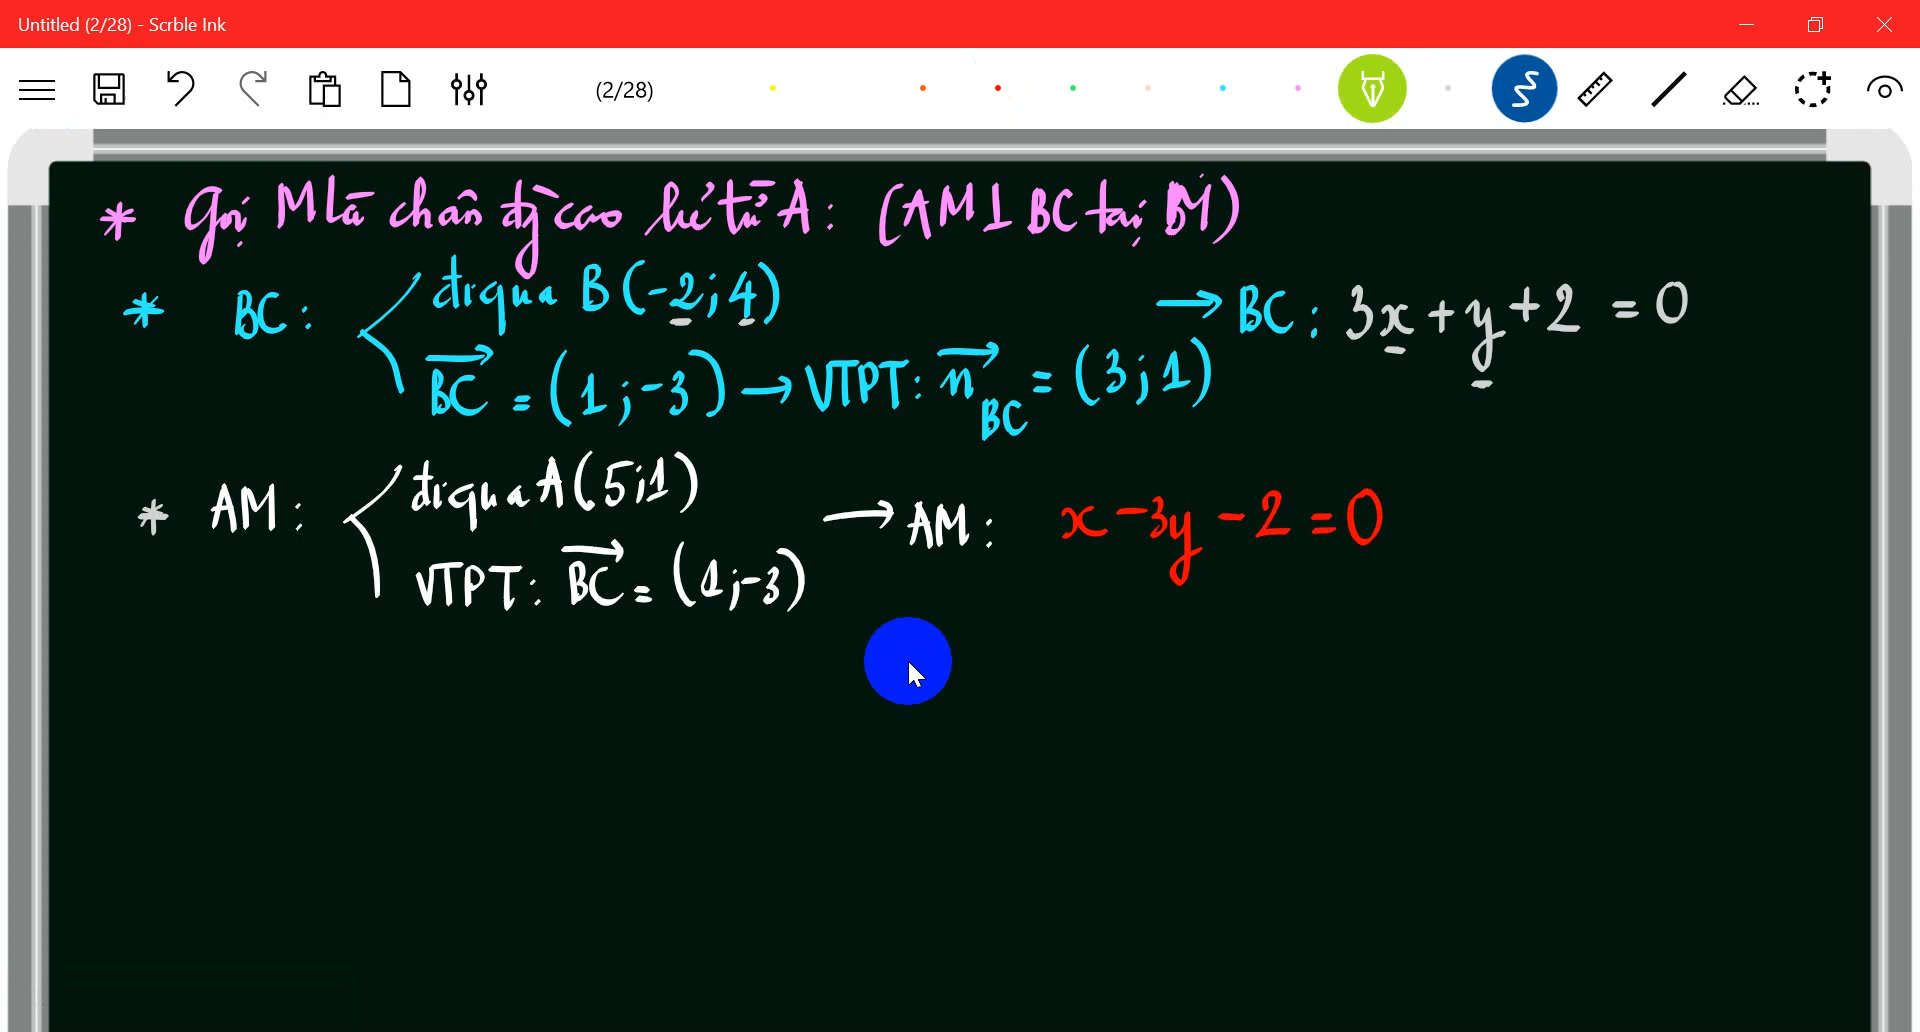 Untitled (2/28) - Scrble Ink
(2/28)
* Gọi M là chân đg cao kẻ từ A: (AM ⊥ BC tại M)
* BC: đi qua B(-2; 4) → BC: 3x + y + 2 = 0
BC = (1; -3) → VTPT: n BC = (3; 1)
* AM: đi qua A(5;1) → AM: x - 3y - 2 = 0
VTPT: BC = (1; -3)